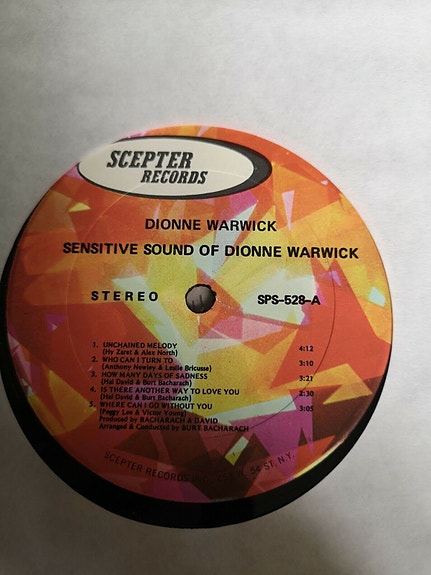 SCEPTER
RECORDS
DIONNE WARWICK
SENSITIVE SOUND OF DIONNE WARWICK
STEREO SPS-528-A
1. UNCHAINED MELODY 4:12
(Hy Zaret & Alex North)
2. WHO CAN I TURN TO 3:10
(Anthony Newley & Leslie Bricusse)
3. HOW MANY DAYS OF SADNESS 3:21
(Hal David & Burt Bacharach)
4. IS THERE ANOTHER WAY TO LOVE YOU 2:30
(Hal David & Burt Bacharach)
5. WHERE CAN I GO WITHOUT YOU 3:05
(Peggy Lee & Victor Young)
Produced by BACHARACH & DAVID
Arranged & Conducted by BURT BACHARACH
SCEPTER RECORDS 54 ST, N.Y.